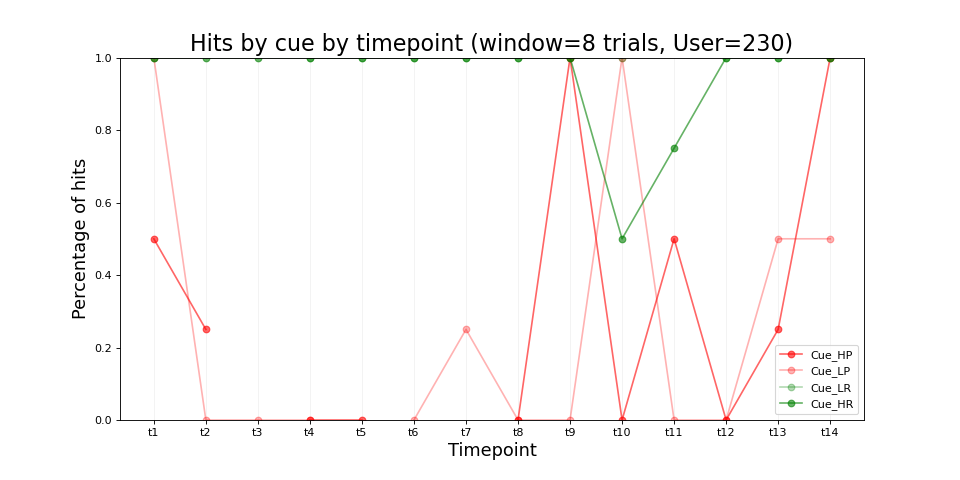 Hits by cue by timepoint (window=8 trials, User=230)
Percentage of hits
1.0
0.8
0.6
0.4
0.2
0.0
t1 t2 t3 t4 t5 t6 t7 t8 t9 t10 t11 t12 t13 t14
Timepoint
Cue_HP
Cue_LP
Cue_LR
Cue_HR